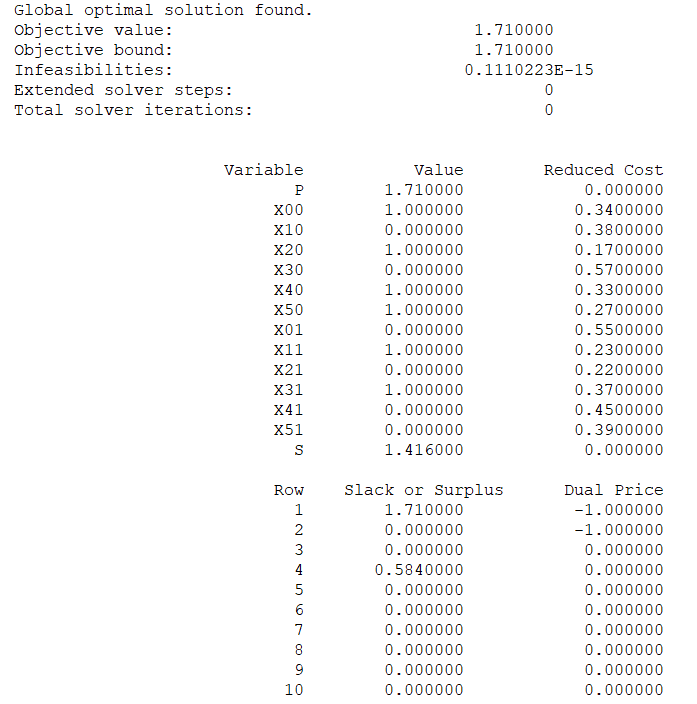 Global optimal solution found.
Objective value: 1.710000
Objective bound: 1.710000
Infeasibilities: 0.1110223E-15
Extended solver steps: 0
Total solver iterations: 0
Variable Value Reduced Cost
P 1.710000 0.000000
X00 1.000000 0.3400000
X10 0.000000 0.3800000
X20 1.000000 0.1700000
X30 0.000000 0.5700000
X40 1.000000 0.3300000
X50 1.000000 0.2700000
X01 0.000000 0.5500000
X11 1.000000 0.2300000
X21 0.000000 0.2200000
X31 1.000000 0.3700000
X41 0.000000 0.4500000
X51 0.000000 0.3900000
S 1.416000 0.000000
Row Slack or Surplus Dual Price
1 1.710000 -1.000000
2 0.000000 -1.000000
3 0.000000 0.000000
4 0.5840000 0.000000
5 0.000000 0.000000
6 0.000000 0.000000
7 0.000000 0.000000
8 0.000000 0.000000
9 0.000000 0.000000
10 0.000000 0.000000